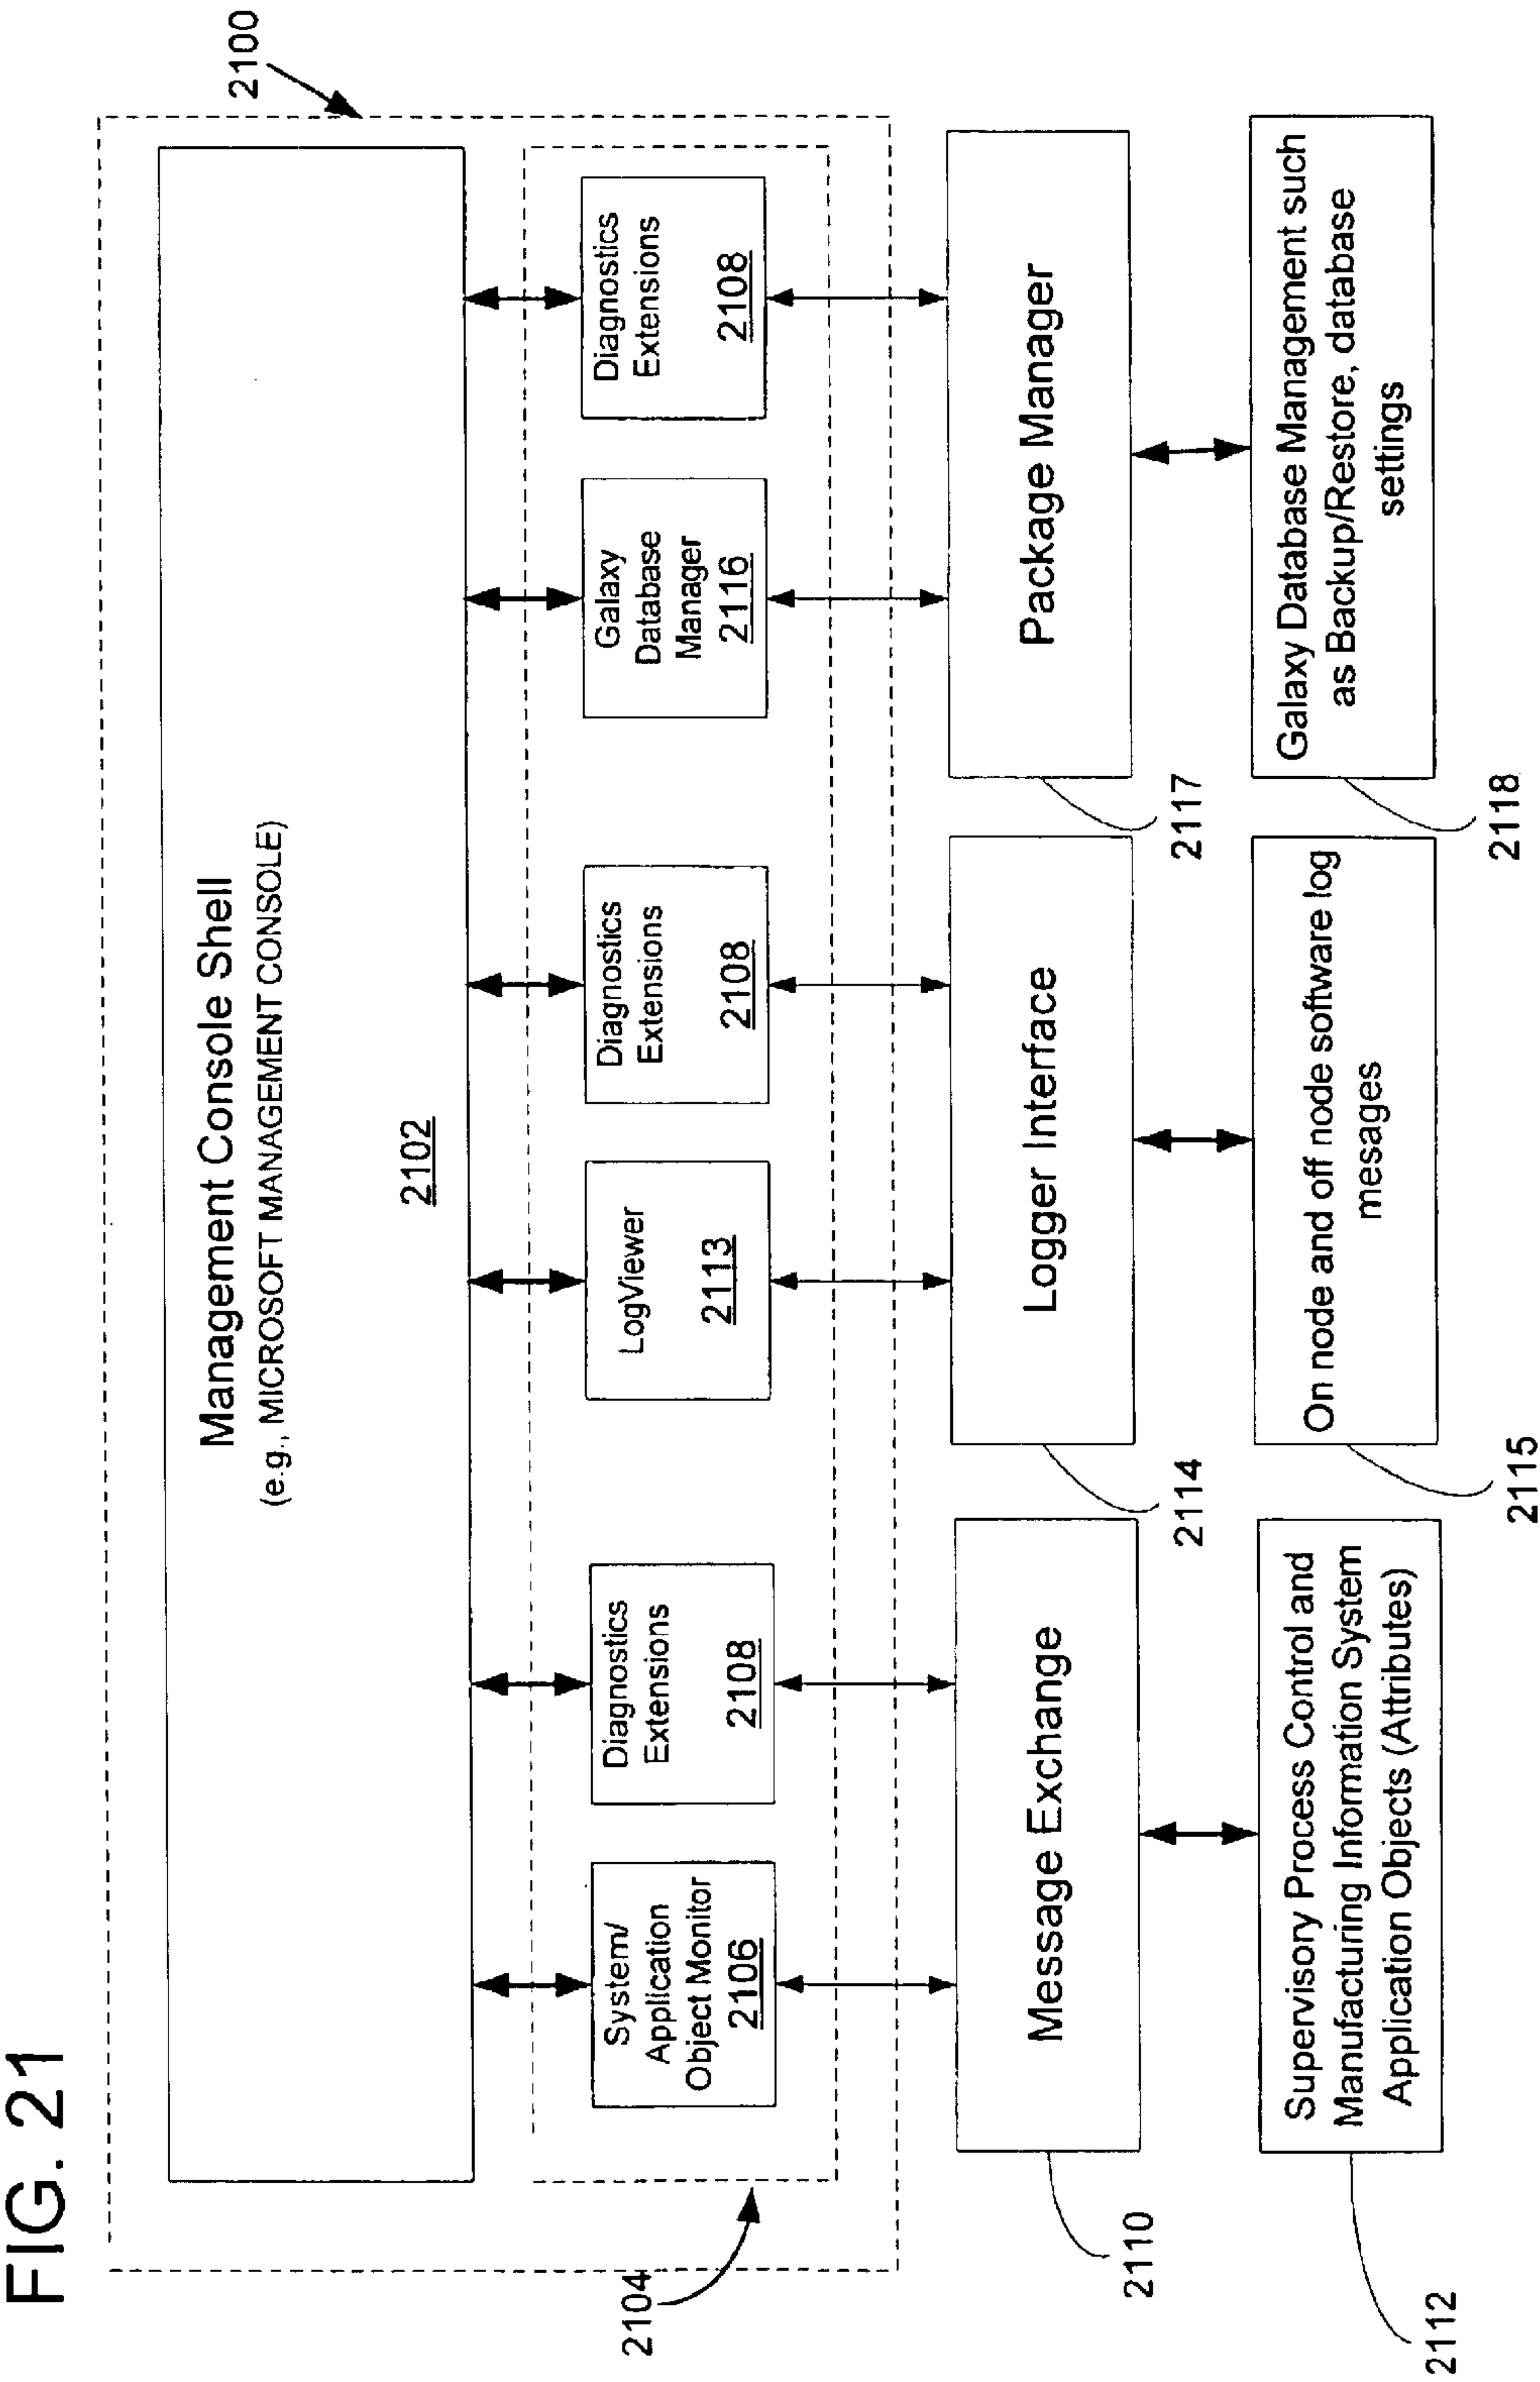 FIG. 21
2100
Management Console Shell
(e.g., MICROSOFT MANAGEMENT CONSOLE)
2102
2104
System/
Application
Object Monitor
2106
Diagnostics
Extensions
2108
LogViewer
2113
Diagnostics
Extensions
2108
Galaxy
Database
Manager
2116
Diagnostics
Extensions
2108
Message Exchange
2110
Logger Interface
2114
Package Manager
2117
Supervisory Process Control and
Manufacturing Information System
Application Objects (Attributes)
2112
On node and off node software log
mesages
2115
Galaxy Database Management such
as Backup/Restore, database
settings
2118